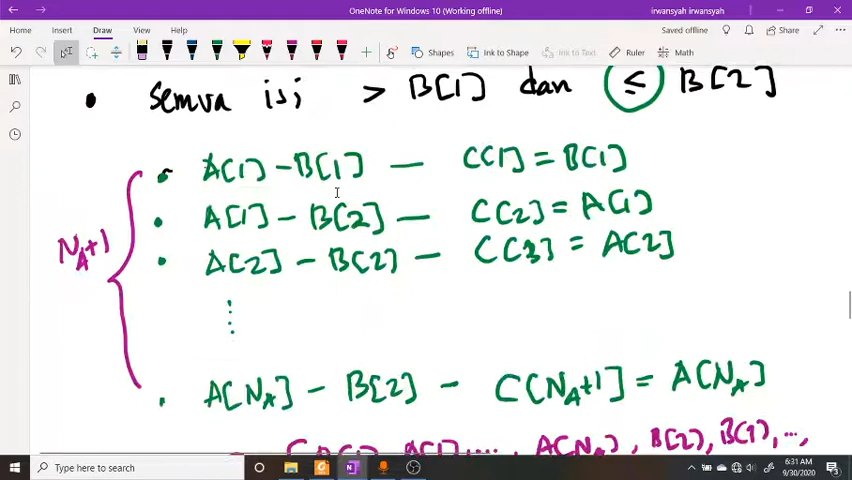 OneNote for Windows 10 (Working offline)
irwansyah irwansyah
Home Insert Draw View Help
Saved offline Share
Shapes Ink to Shape Ink to Text Ruler Math
• Semua isi > B[1] dan ≤ B[2]
• A[1] - B[1] — C[1] = B[1]
• A[1] - B[2] — C[2] = A[1]
• A[2] - B[2] — C[3] = A[2]
NA+1
⋮
• A[NA] - B[2] - C[NA+1] = A[NA]
A[1], ..., A[NA], B[2], B[1], ...,
Type here to search
6:31 AM
9/30/2020